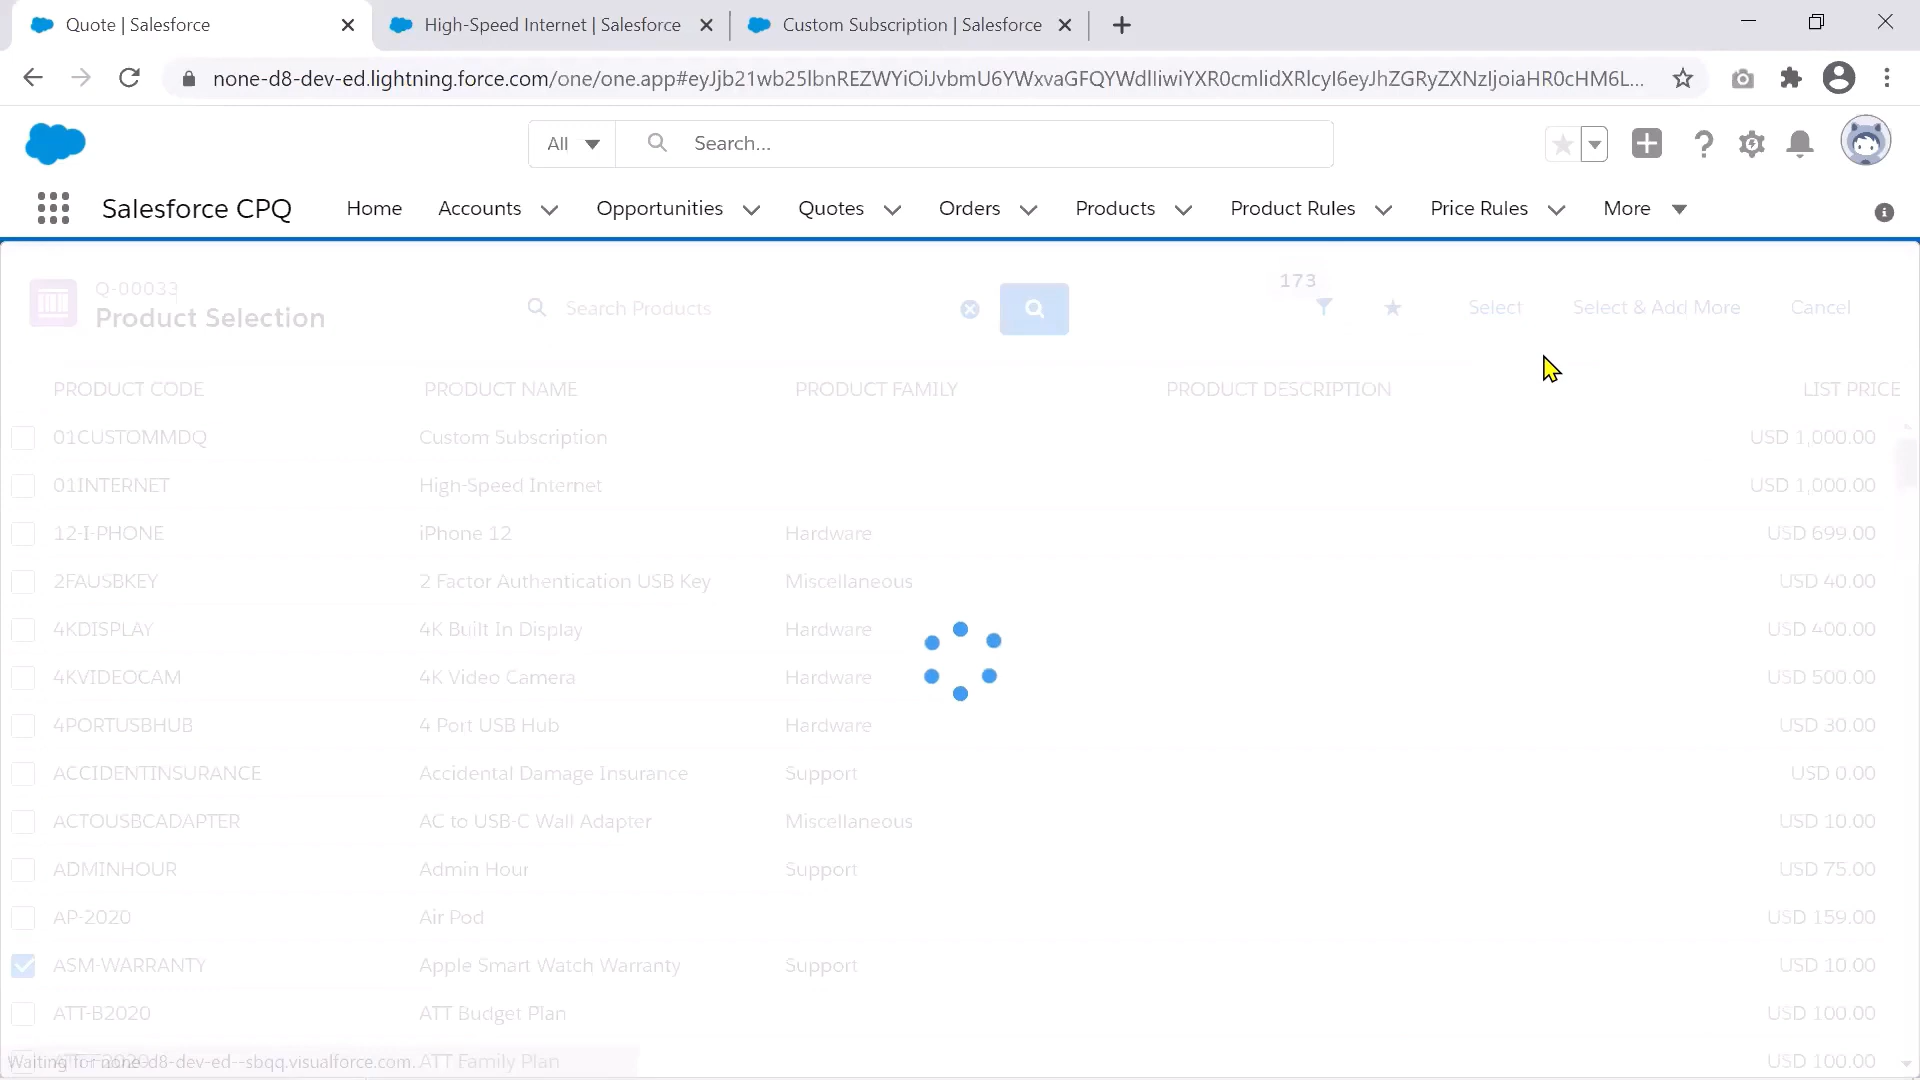 Quote | Salesforce
High-Speed Internet | Salesforce
Custom Subscription | Salesforce
none-d8-dev-ed.lightning.force.com/one/one.app#eyJjb21wb25lbnREZWYiOiJvbmU6YWxvaGFQYWdlIiwiYXR0cmlidXRlcyI6eyJhZGRyZXNzIjoiaHR0cHM6L...
All
Search...
Salesforce CPQ
Home
Accounts
Opportunities
Quotes
Orders
Products
Product Rules
Price Rules
More
Q-00033
Product Selection
Search Products
173
Select
Select & Add More
Cancel
PRODUCT CODE PRODUCT NAME PRODUCT FAMILY PRODUCT DESCRIPTION LIST PRICE
01CUSTOMMDQ Custom Subscription USD 1,000.00
01INTERNET High-Speed Internet USD 1,000.00
12-I-PHONE iPhone 12 Hardware USD 699.00
2FAUSBKEY 2 Factor Authentication USB Key Miscellaneous USD 40.00
4KDISPLAY 4K Built In Display Hardware USD 400.00
4KVIDEOCAM 4K Video Camera Hardware USD 500.00
4PORTUSBHUB 4 Port USB Hub Hardware USD 30.00
ACCIDENTINSURANCE Accidental Damage Insurance Support USD 0.00
ACTOUSBCADAPTER AC to USB-C Wall Adapter Miscellaneous USD 10.00
ADMINHOUR Admin Hour Support USD 75.00
AP-2020 Air Pod USD 159.00
ASM-WARRANTY Apple Smart Watch Warranty Support USD 10.00
ATT-B2020 ATT Budget Plan USD 100.00
ATT Family Plan USD 100.00
Waiting for none-d8-dev-ed--sbqq.visualforce.com...